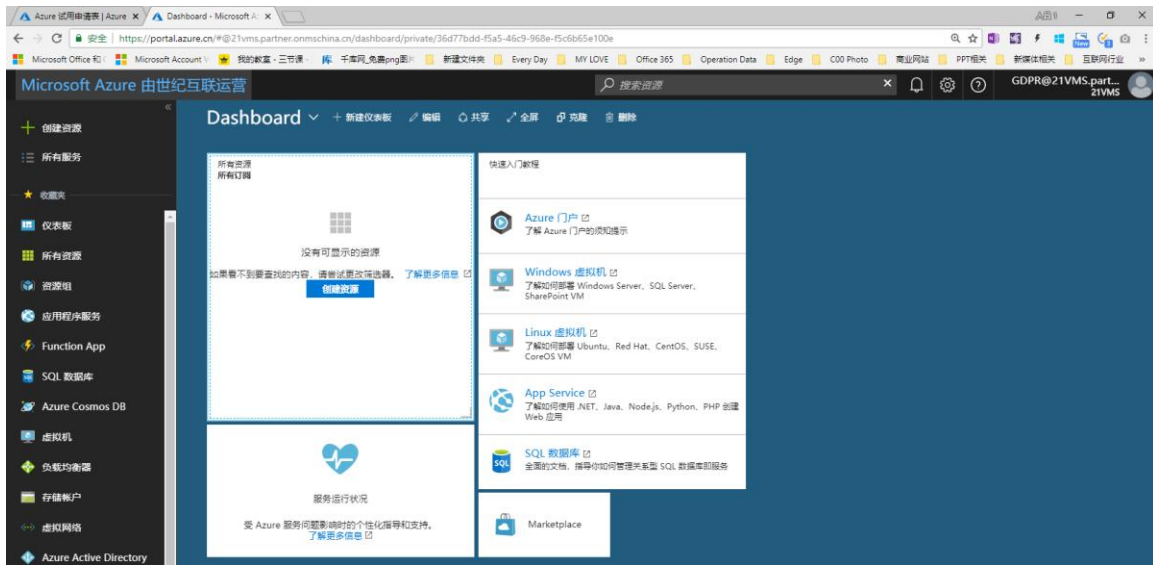 Azure 试用申请表 | Azure
Dashboard - Microsoft A
安全 | https://portal.azure.cn/#@21vms.partner.onmschina.cn/dashboard/private/36d77bdd-f5a5-46c9-968e-f5c6b65e100e
Microsoft Office 和 Microsoft Account 我的教室 - 三节课 千库网_免费png图 新建文件夹 Every Day MY LOVE Office 365 Operation Data Edge C00 Photo 商业网站 PPT相关 新媒体相关 互联网行业 »
Microsoft Azure 由世纪互联运营
搜索资源
GDPR@21VMS.part...
21VMS
创建资源
所有服务
收藏夹
仪表板
所有资源
资源组
应用程序服务
Function App
SQL 数据库
Azure Cosmos DB
虚拟机
负载均衡器
存储帐户
虚拟网络
Azure Active Directory
Dashboard
+ 新建仪表板 编辑 共享 全屏 克隆 删除
所有资源
所有订阅
没有可显示的资源
如果看不到要查找的内容，请尝试更改筛选器。 了解更多信息
创建资源
服务运行状况
受 Azure 服务问题影响时的个性化指导和支持。
了解更多信息
快速入门教程
Azure 门户
了解 Azure 门户的须知提示
Windows 虚拟机
了解如何部署 Windows Server、SQL Server、
SharePoint VM
Linux 虚拟机
了解如何部署 Ubuntu、Red Hat、CentOS、SUSE、
CoreOS VM
App Service
了解如何使用 .NET、Java、Node.js、Python、PHP 创建
Web 应用
SQL 数据库
全面的文档，指导你如何管理关系型 SQL 数据库即服务
SQL
Marketplace